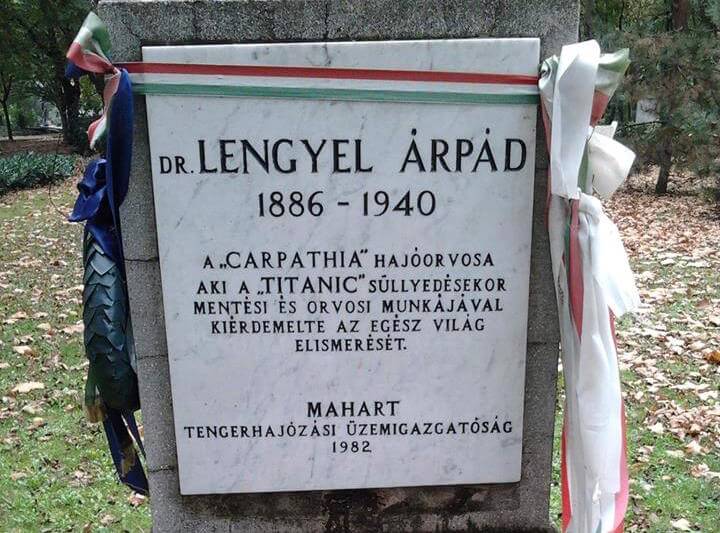 DR. LENGYEL ÁRPÁD
1886 - 1940
A „CARPATHIA" HAJÓORVOSA
AKI A „TITANIC" SÜLLYEDÉSEKOR
MENTÉSI ÉS ORVOSI MUNKÁJÁVAL
KIÉRDEMELTE AZ EGÉSZ VILÁG
ELISMERÉSÉT.
MAHART
TENGERHAJÓZÁSI ÜZEMIGAZGATÓSÁG
1982